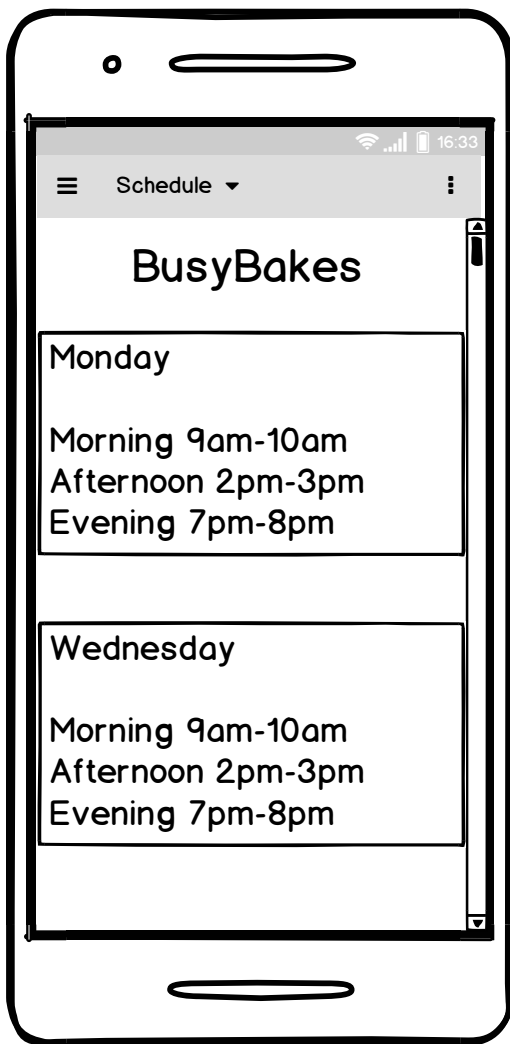 16:33
Schedule
BusyBakes
Monday
Morning 9am-10am
Afternoon 2pm-3pm
Evening 7pm-8pm
Wednesday
Morning 9am-10am
Afternoon 2pm-3pm
Evening 7pm-8pm